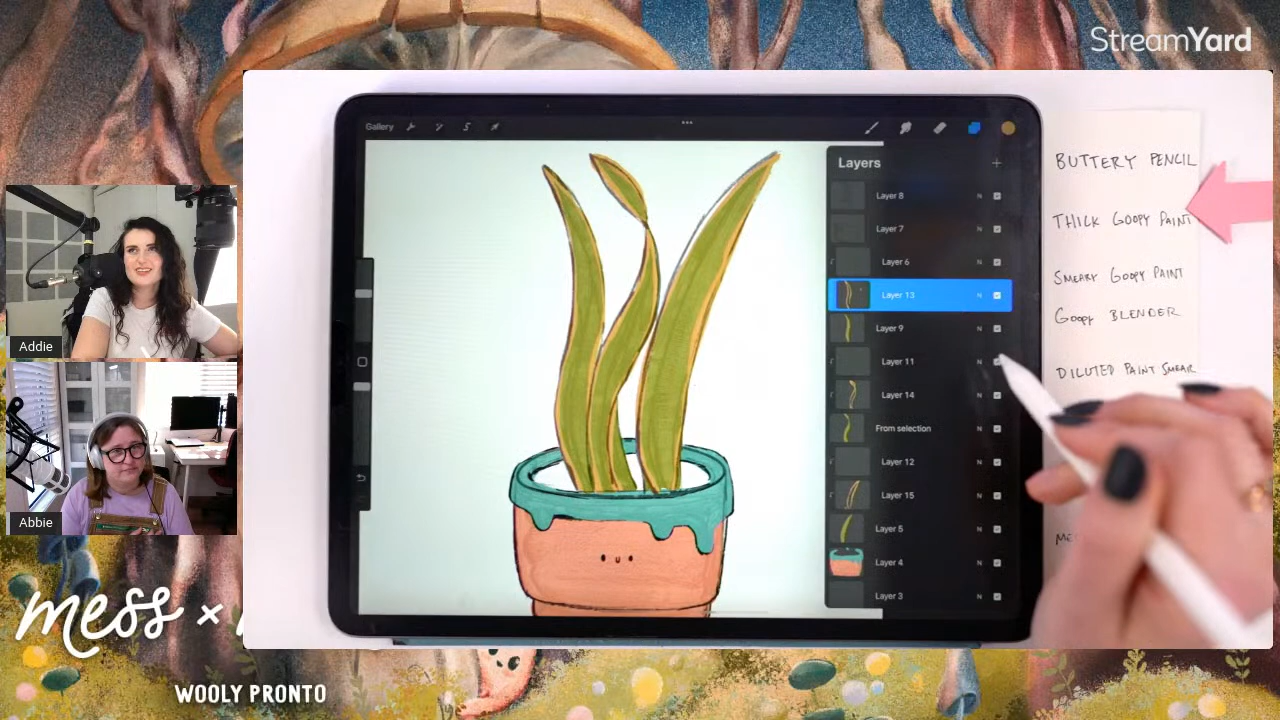 StreamYard
Gallery
Layers
Layer 8
N
Layer 7
N
Layer 6
N
Layer 13
N
Layer 9
N
Layer 11
N
Layer 14
N
From selection
N
Layer 12
N
Layer 15
N
Layer 5
N
Layer 4
N
Layer 3
N
BUTTERY PENCIL
THICK GOOPY PAINT
SMEARY GOOPY PAINT
GOOPY BLENDER
DILUTED PAINT SMEAR
Addie
Abbie
mess ×
WOOLY PRONTO